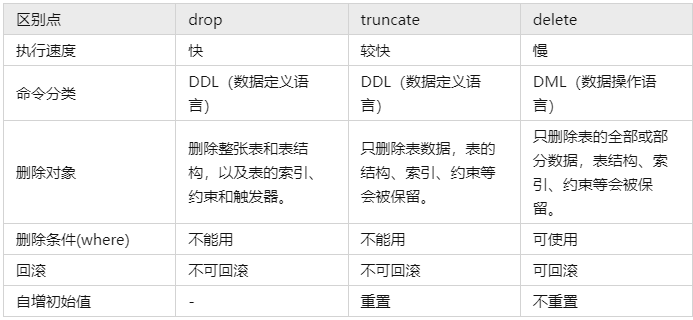 区别点 drop truncate delete
执行速度 快 较快 慢
命令分类 DDL（数据定义语言） DDL（数据定义语言） DML（数据操作语言）
删除对象
删除整张表和表结
构，以及表的索引、
约束和触发器。
只删除表数据，表的
结构、索引、约束等
会被保留。
只删除表的全部或部
分数据，表结构、索
引、约束等会被保
留。
删除条件(where) 不能用 不能用 可使用
回滚 不可回滚 不可回滚 可回滚
自增初始值 - 重置 不重置